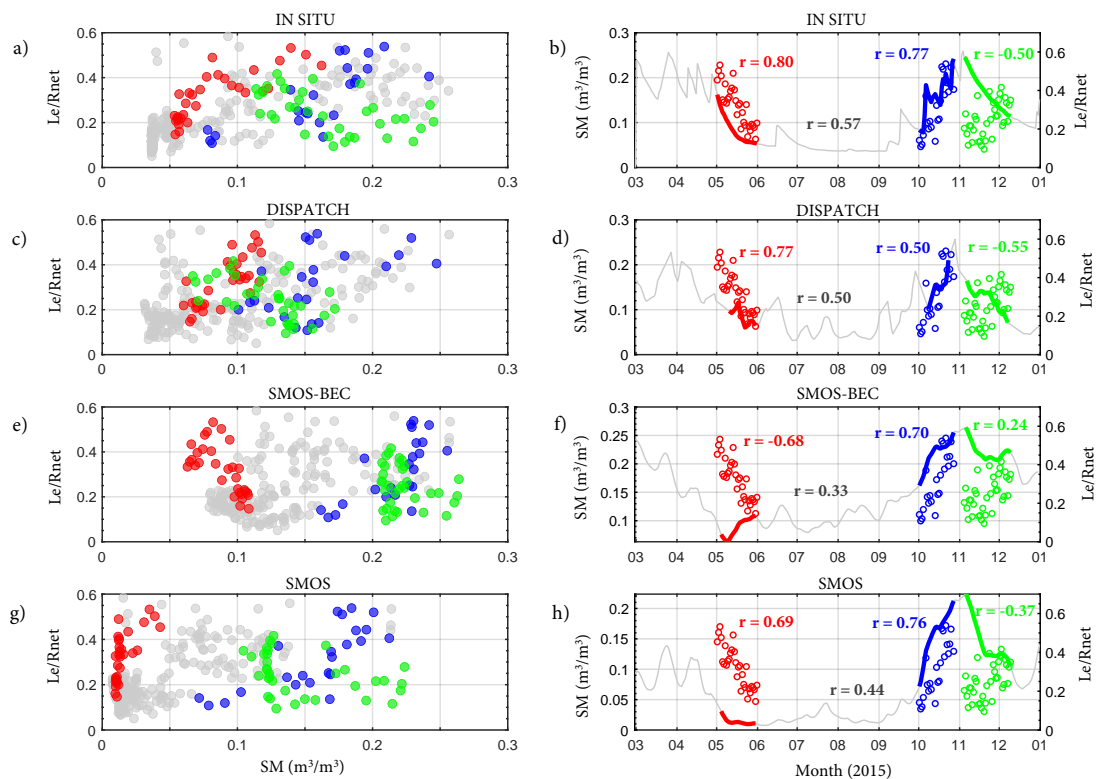 IN SITU
a)
0.6
0.4
0.2
0
Le/Rnet
0.1
0.2
0.3
IN SITU
b)
0.3
0.2
0.1
0
SM (m³/m³)
r = 0.80
r = 0.77
r = -0.50
r = 0.57
0.6
0.4
0.2
0
Le/Rnet
03 04 05 06 07 08 09 10 11 12 01
DISPATCH
c)
0.6
0.4
0.2
0
Le/Rnet
0
0.1
0.2
0.3
DISPATCH
d)
0.3
0.2
0.1
0
SM (m³/m³)
r = 0.77
r = 0.50
r = -0.55
r = 0.50
0.6
0.4
0.2
0
Le/Rnet
03 04 05 06 07 08 09 10 11 12 01
SMOS-BEC
e)
0.6
0.4
0.2
0
Le/Rnet
0
0.1
0.2
0.3
SMOS-BEC
f)
0.3
0.25
0.2
0.15
0.1
SM (m³/m³)
r = -0.68
r = 0.70
r = 0.24
r = 0.33
0.6
0.4
0.2
0
Le/Rnet
03 04 05 06 07 08 09 10 11 12 01
SMOS
g)
0.6
0.4
0.2
0
Le/Rnet
0
0.1
0.2
0.3
SM (m³/m³)
SMOS
h)
0.2
0.15
0.1
0.05
0
SM (m³/m³)
r = 0.69
r = 0.76
r = -0.37
r = 0.44
0.6
0.4
0.2
0
Le/Rnet
03 04 05 06 07 08 09 10 11 12 01
Month (2015)